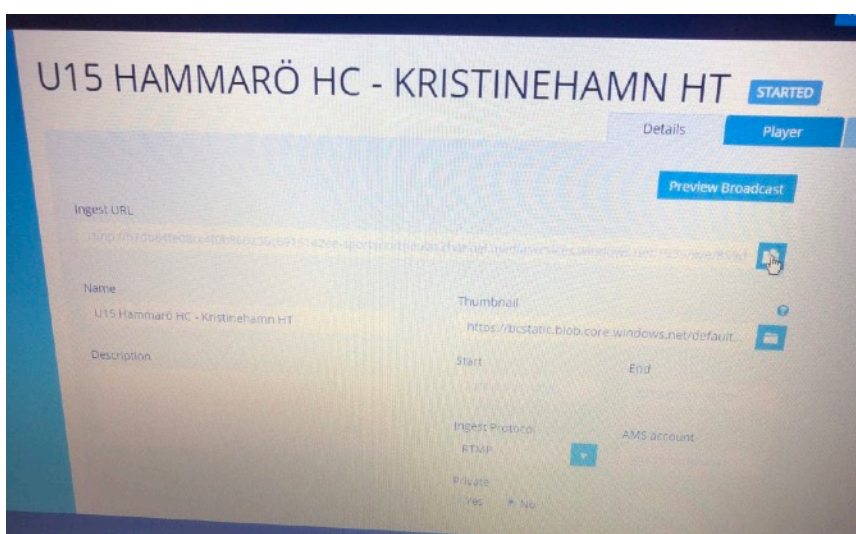 U15 HAMMARÖ HC - KRISTINEHAMN HT STARTED
Details Player
Preview Broadcast
Ingest URL
Name
U15 Hammarö HC - Kristinehamn HT
Thumbnail
https://bcstatic.blob.core.windows.net/default...
Description
Start End
Ingest Protocol AMS account
RTMP
Private
Yes No